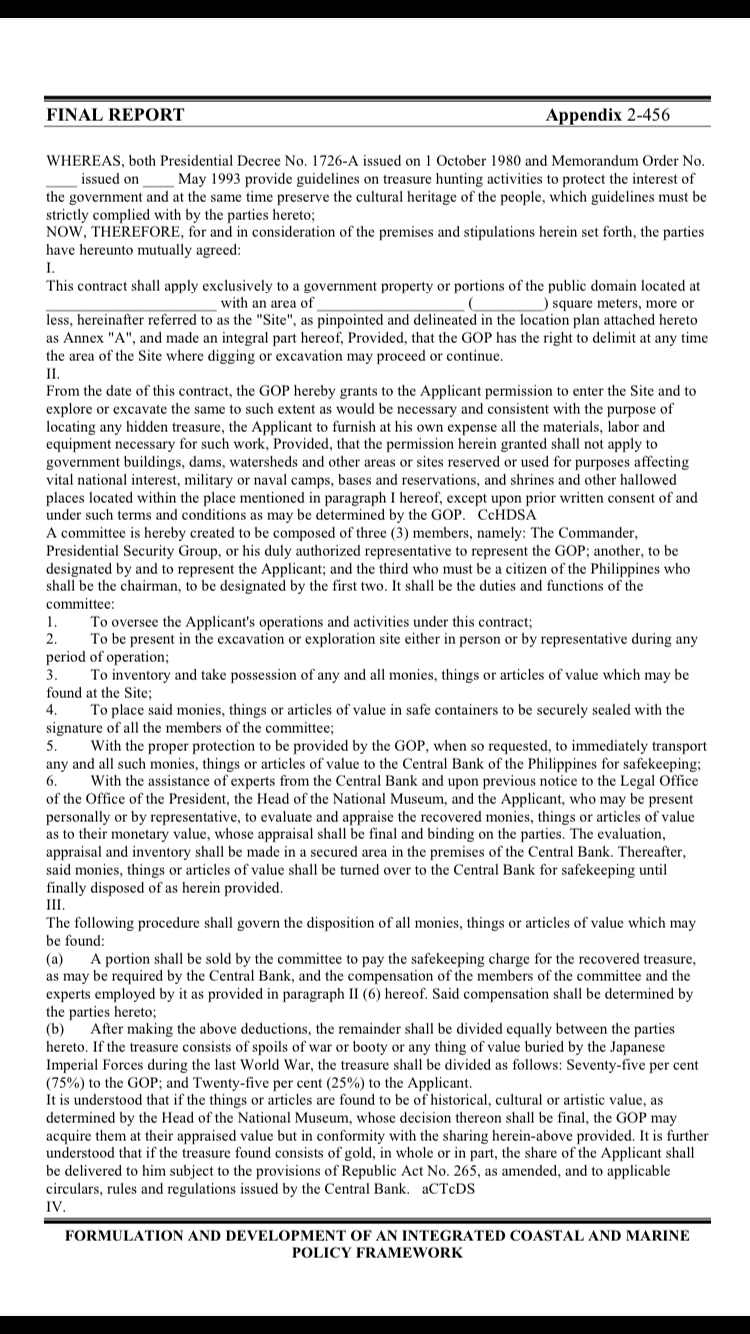 FINAL REPORT Appendix 2-456
WHEREAS, both Presidential Decree No. 1726-A issued on 1 October 1980 and Memorandum Order No.
____ issued on ____ May 1993 provide guidelines on treasure hunting activities to protect the interest of
the government and at the same time preserve the cultural heritage of the people, which guidelines must be
strictly complied with by the parties hereto;
NOW, THEREFORE, for and in consideration of the premises and stipulations herein set forth, the parties
have hereunto mutually agreed:
I.
This contract shall apply exclusively to a government property or portions of the public domain located at
______________________ with an area of ___________________ (_________) square meters, more or
less, hereinafter referred to as the "Site", as pinpointed and delineated in the location plan attached hereto
as Annex "A", and made an integral part hereof, Provided, that the GOP has the right to delimit at any time
the area of the Site where digging or excavation may proceed or continue.
II.
From the date of this contract, the GOP hereby grants to the Applicant permission to enter the Site and to
explore or excavate the same to such extent as would be necessary and consistent with the purpose of
locating any hidden treasure, the Applicant to furnish at his own expense all the materials, labor and
equipment necessary for such work, Provided, that the permission herein granted shall not apply to
government buildings, dams, watersheds and other areas or sites reserved or used for purposes affecting
vital national interest, military or naval camps, bases and reservations, and shrines and other hallowed
places located within the place mentioned in paragraph I hereof, except upon prior written consent of and
under such terms and conditions as may be determined by the GOP. CcHDSA
A committee is hereby created to be composed of three (3) members, namely: The Commander,
Presidential Security Group, or his duly authorized representative to represent the GOP; another, to be
designated by and to represent the Applicant; and the third who must be a citizen of the Philippines who
shall be the chairman, to be designated by the first two. It shall be the duties and functions of the
committee:
1. To oversee the Applicant's operations and activities under this contract;
2. To be present in the excavation or exploration site either in person or by representative during any
period of operation;
3. To inventory and take possession of any and all monies, things or articles of value which may be
found at the Site;
4. To place said monies, things or articles of value in safe containers to be securely sealed with the
signature of all the members of the committee;
5. With the proper protection to be provided by the GOP, when so requested, to immediately transport
any and all such monies, things or articles of value to the Central Bank of the Philippines for safekeeping;
6. With the assistance of experts from the Central Bank and upon previous notice to the Legal Office
of the Office of the President, the Head of the National Museum, and the Applicant, who may be present
personally or by representative, to evaluate and appraise the recovered monies, things or articles of value
as to their monetary value, whose appraisal shall be final and binding on the parties. The evaluation,
appraisal and inventory shall be made in a secured area in the premises of the Central Bank. Thereafter,
said monies, things or articles of value shall be turned over to the Central Bank for safekeeping until
finally disposed of as herein provided.
III.
The following procedure shall govern the disposition of all monies, things or articles of value which may
be found:
(a) A portion shall be sold by the committee to pay the safekeeping charge for the recovered treasure,
as may be required by the Central Bank, and the compensation of the members of the committee and the
experts employed by it as provided in paragraph II (6) hereof. Said compensation shall be determined by
the parties hereto;
(b) After making the above deductions, the remainder shall be divided equally between the parties
hereto. If the treasure consists of spoils of war or booty or any thing of value buried by the Japanese
Imperial Forces during the last World War, the treasure shall be divided as follows: Seventy-five per cent
(75%) to the GOP; and Twenty-five per cent (25%) to the Applicant.
It is understood that if the things or articles are found to be of historical, cultural or artistic value, as
determined by the Head of the National Museum, whose decision thereon shall be final, the GOP may
acquire them at their appraised value but in conformity with the sharing herein-above provided. It is further
understood that if the treasure found consists of gold, in whole or in part, the share of the Applicant shall
be delivered to him subject to the provisions of Republic Act No. 265, as amended, and to applicable
circulars, rules and regulations issued by the Central Bank. aCTcDS
IV.
FORMULATION AND DEVELOPMENT OF AN INTEGRATED COASTAL AND MARINE
POLICY FRAMEWORK